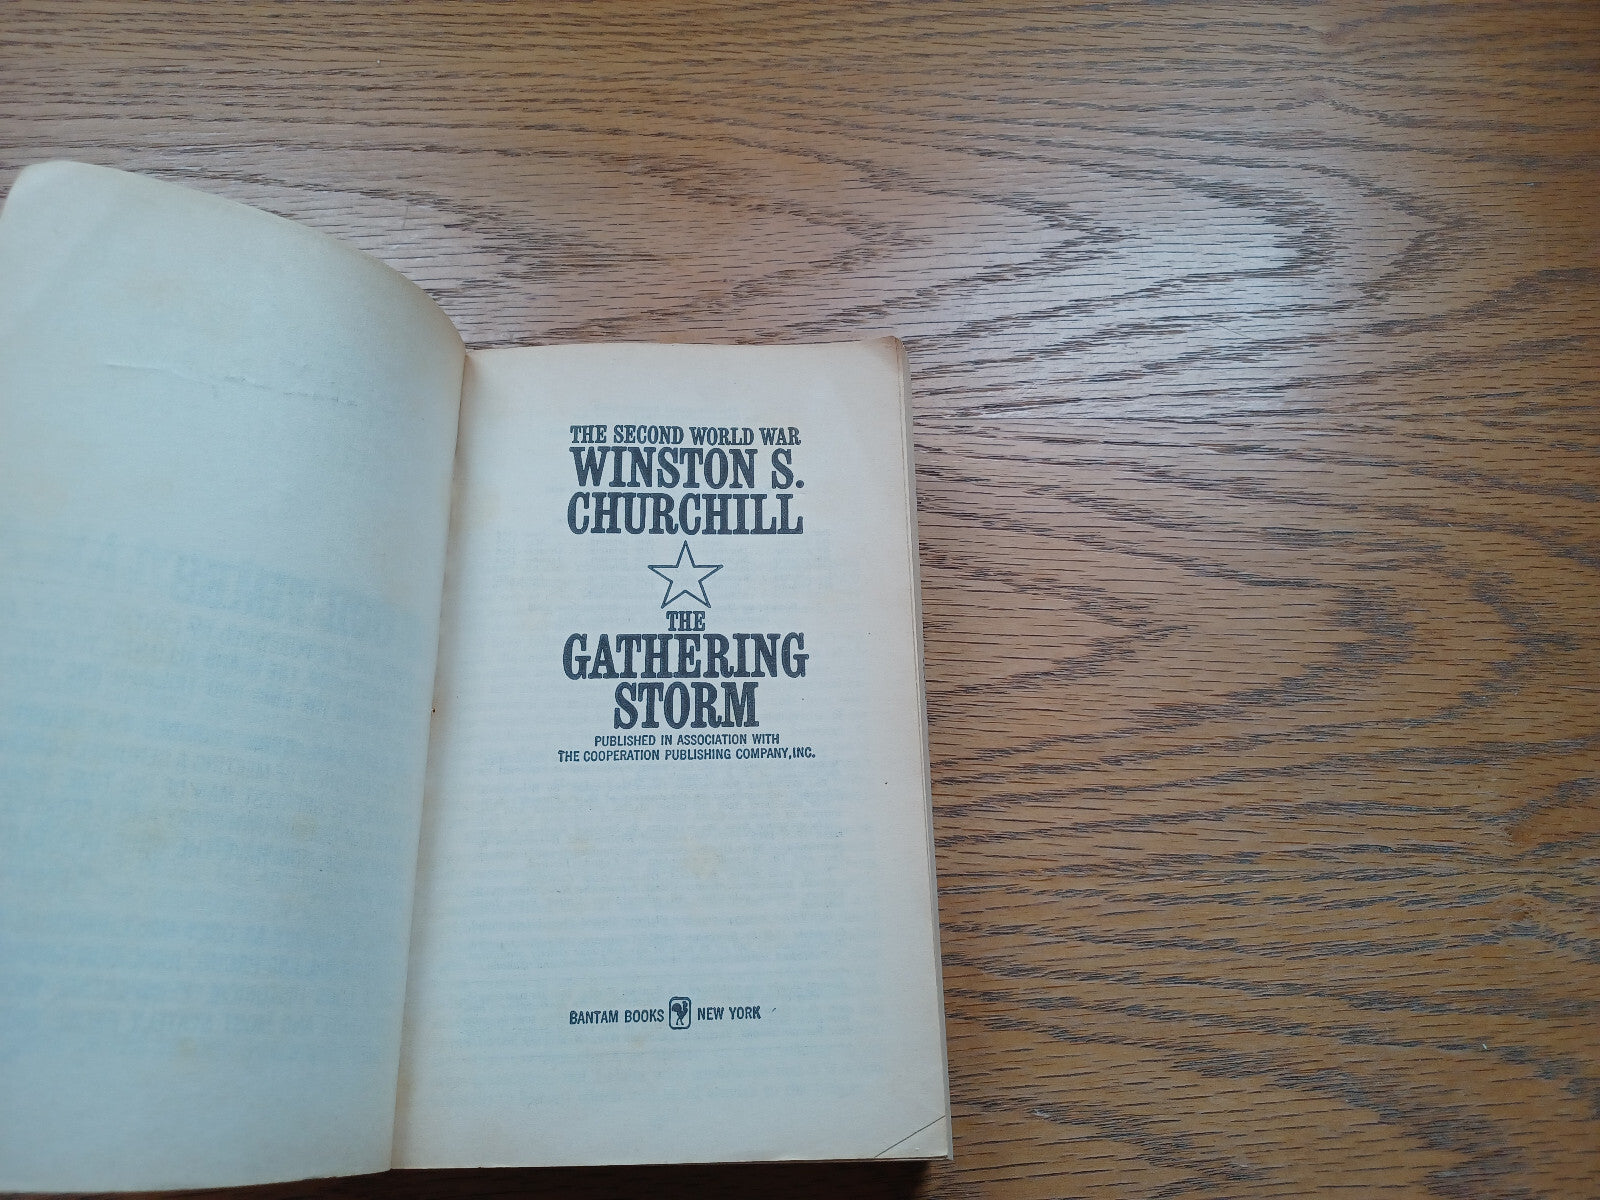 THE SECOND WORLD WAR
WINSTON S.
CHURCHILL
THE
GATHERING
STORM
PUBLISHED IN ASSOCIATION WITH
THE COOPERATION PUBLISHING COMPANY, INC.
BANTAM BOOKS NEW YORK